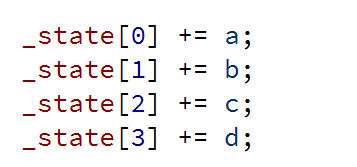 _state[0] += a;
_state[1] += b;
_state[2] += c;
_state[3] += d;